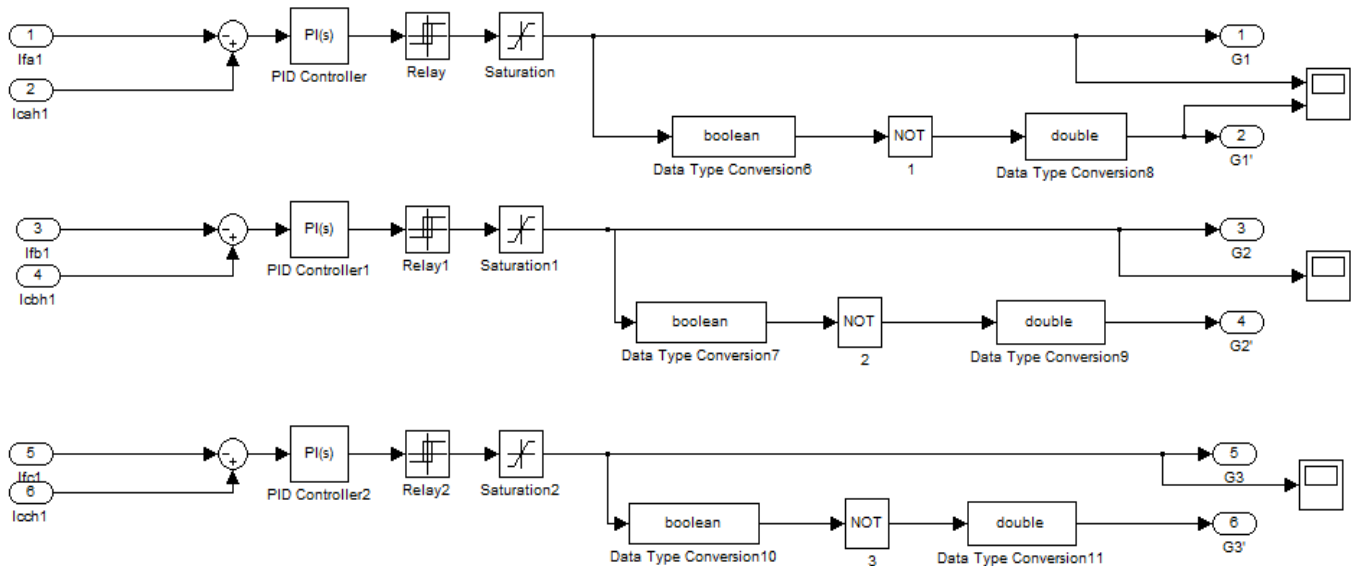 1
Ifa1
2
Icah1
PI(s)
PID Controller
Relay
Saturation
boolean
Data Type Conversion6
NOT
1
double
Data Type Conversion8
1
G1
2
G1'
3
Ifb1
4
Icbh1
PI(s)
PID Controller1
Relay1
Saturation1
boolean
Data Type Conversion7
NOT
2
double
Data Type Conversion9
3
G2
4
G2'
5
Ifc1
6
Icch1
PI(s)
PID Controller2
Relay2
Saturation2
boolean
Data Type Conversion10
NOT
3
double
Data Type Conversion11
5
G3
6
G3'